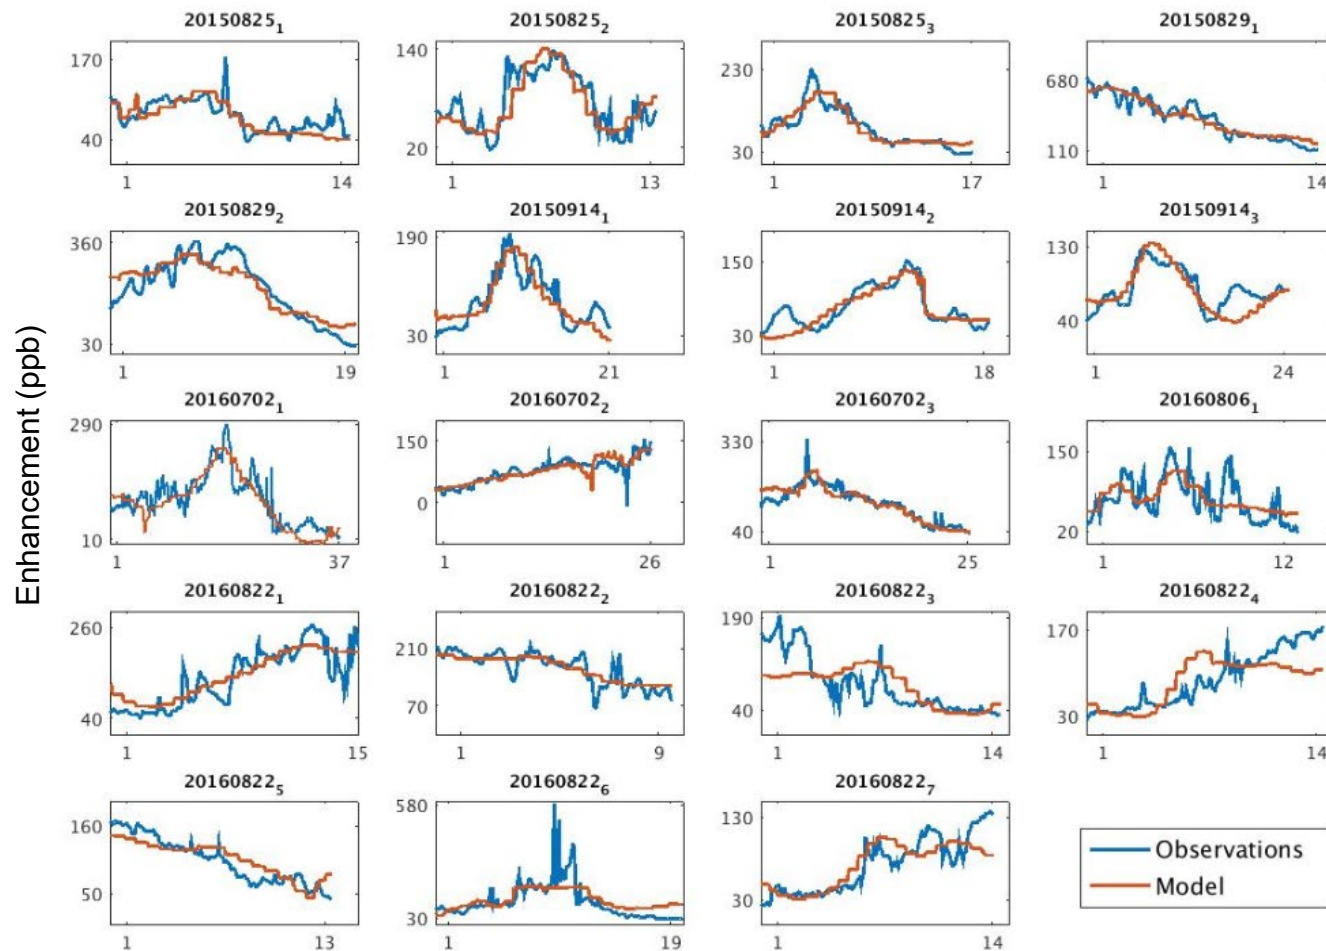 20150825₁ 20150825₂ 20150825₃ 20150829₁
170 140 230 680
40 20 30 110
1 14 1 13 1 17 1 14
20150829₂ 20150914₁ 20150914₂ 20150914₃
360 190 150 130
30 30 30 40
1 19 1 21 1 18 1 24
Enhancement (ppb)
20160702₁ 20160702₂ 20160702₃ 20160806₁
290 150 330 150
10 0 40 20
1 37 1 26 1 25 1 12
20160822₁ 20160822₂ 20160822₃ 20160822₄
260 210 190 170
40 70 40 30
1 15 1 9 1 14 1 14
20160822₅ 20160822₆ 20160822₇
160 580 130
50 30 30
1 13 1 19 1 14
Observations
Model